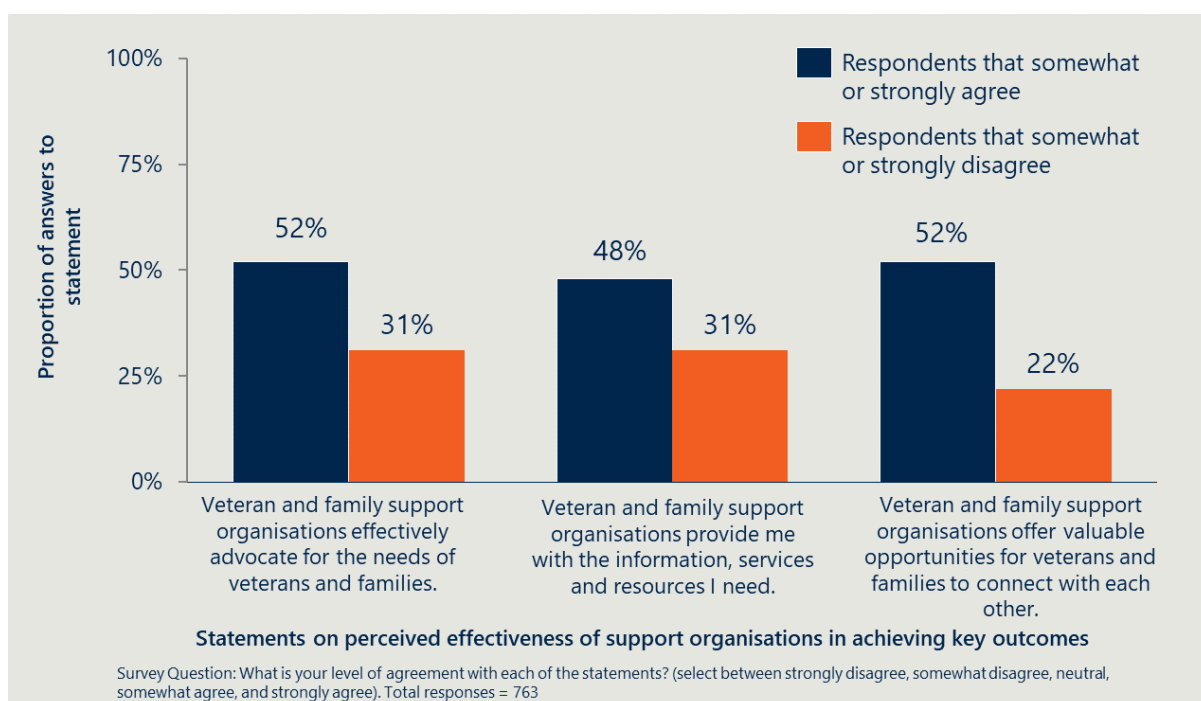 100%
75%
50%
25%
0%
Proportion of answers to
statement
Respondents that somewhat
or strongly agree
Respondents that somewhat
or strongly disagree
52%
31%
48%
31%
52%
22%
Veteran and family support
organisations effectively
advocate for the needs of
veterans and families.
Veteran and family support
organisations provide me
with the information, services
and resources I need.
Veteran and family support
organisations offer valuable
opportunities for veterans and
families to connect with each
other.
Statements on perceived effectiveness of support organisations in achieving key outcomes
Survey Question: What is your level of agreement with each of the statements? (select between strongly disagree, somewhat disagree, neutral,
somewhat agree, and strongly agree). Total responses = 763